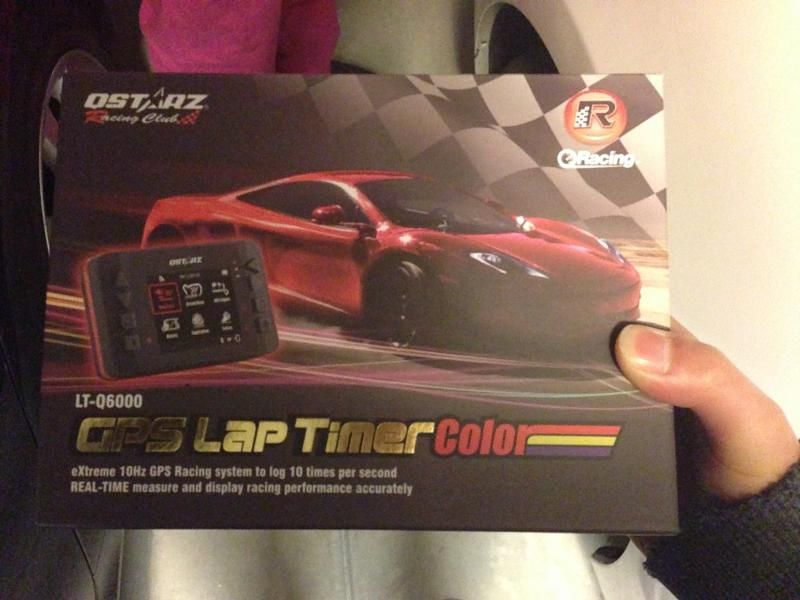 QSTARZ
Racing Club
R
Racing
QSTARZ
LT-Q6000
GPS Lap Timer Color
eXtreme 10Hz GPS Racing system to log 10 times per second
REAL-TIME measure and display racing performance accurately